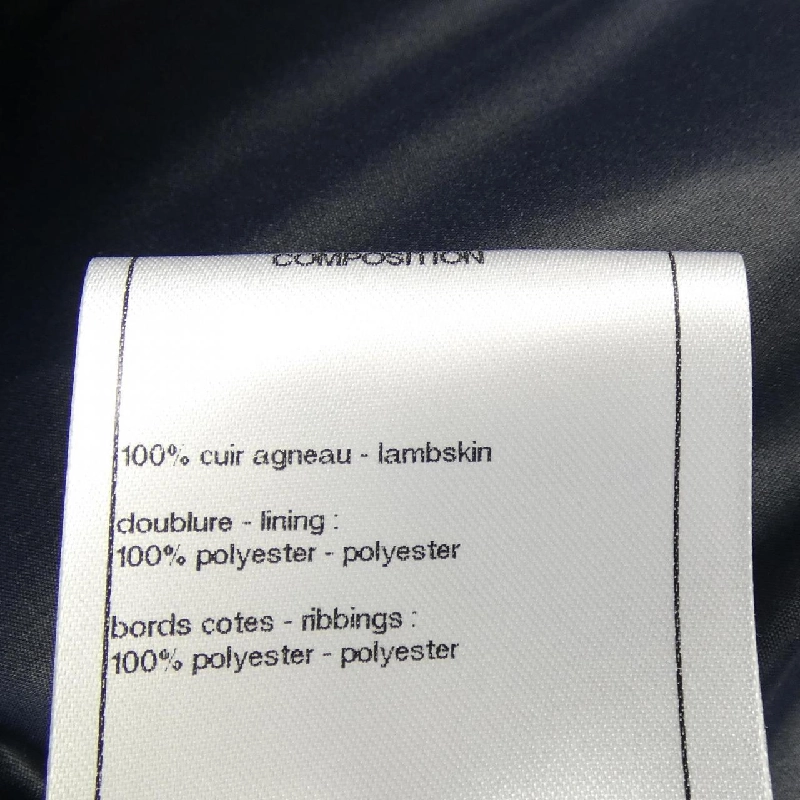 COMPOSITION
100% cuir agneau - lambskin
doublure - lining :
100% polyester - polyester
bords cotes - ribbings :
100% polyester - polyester